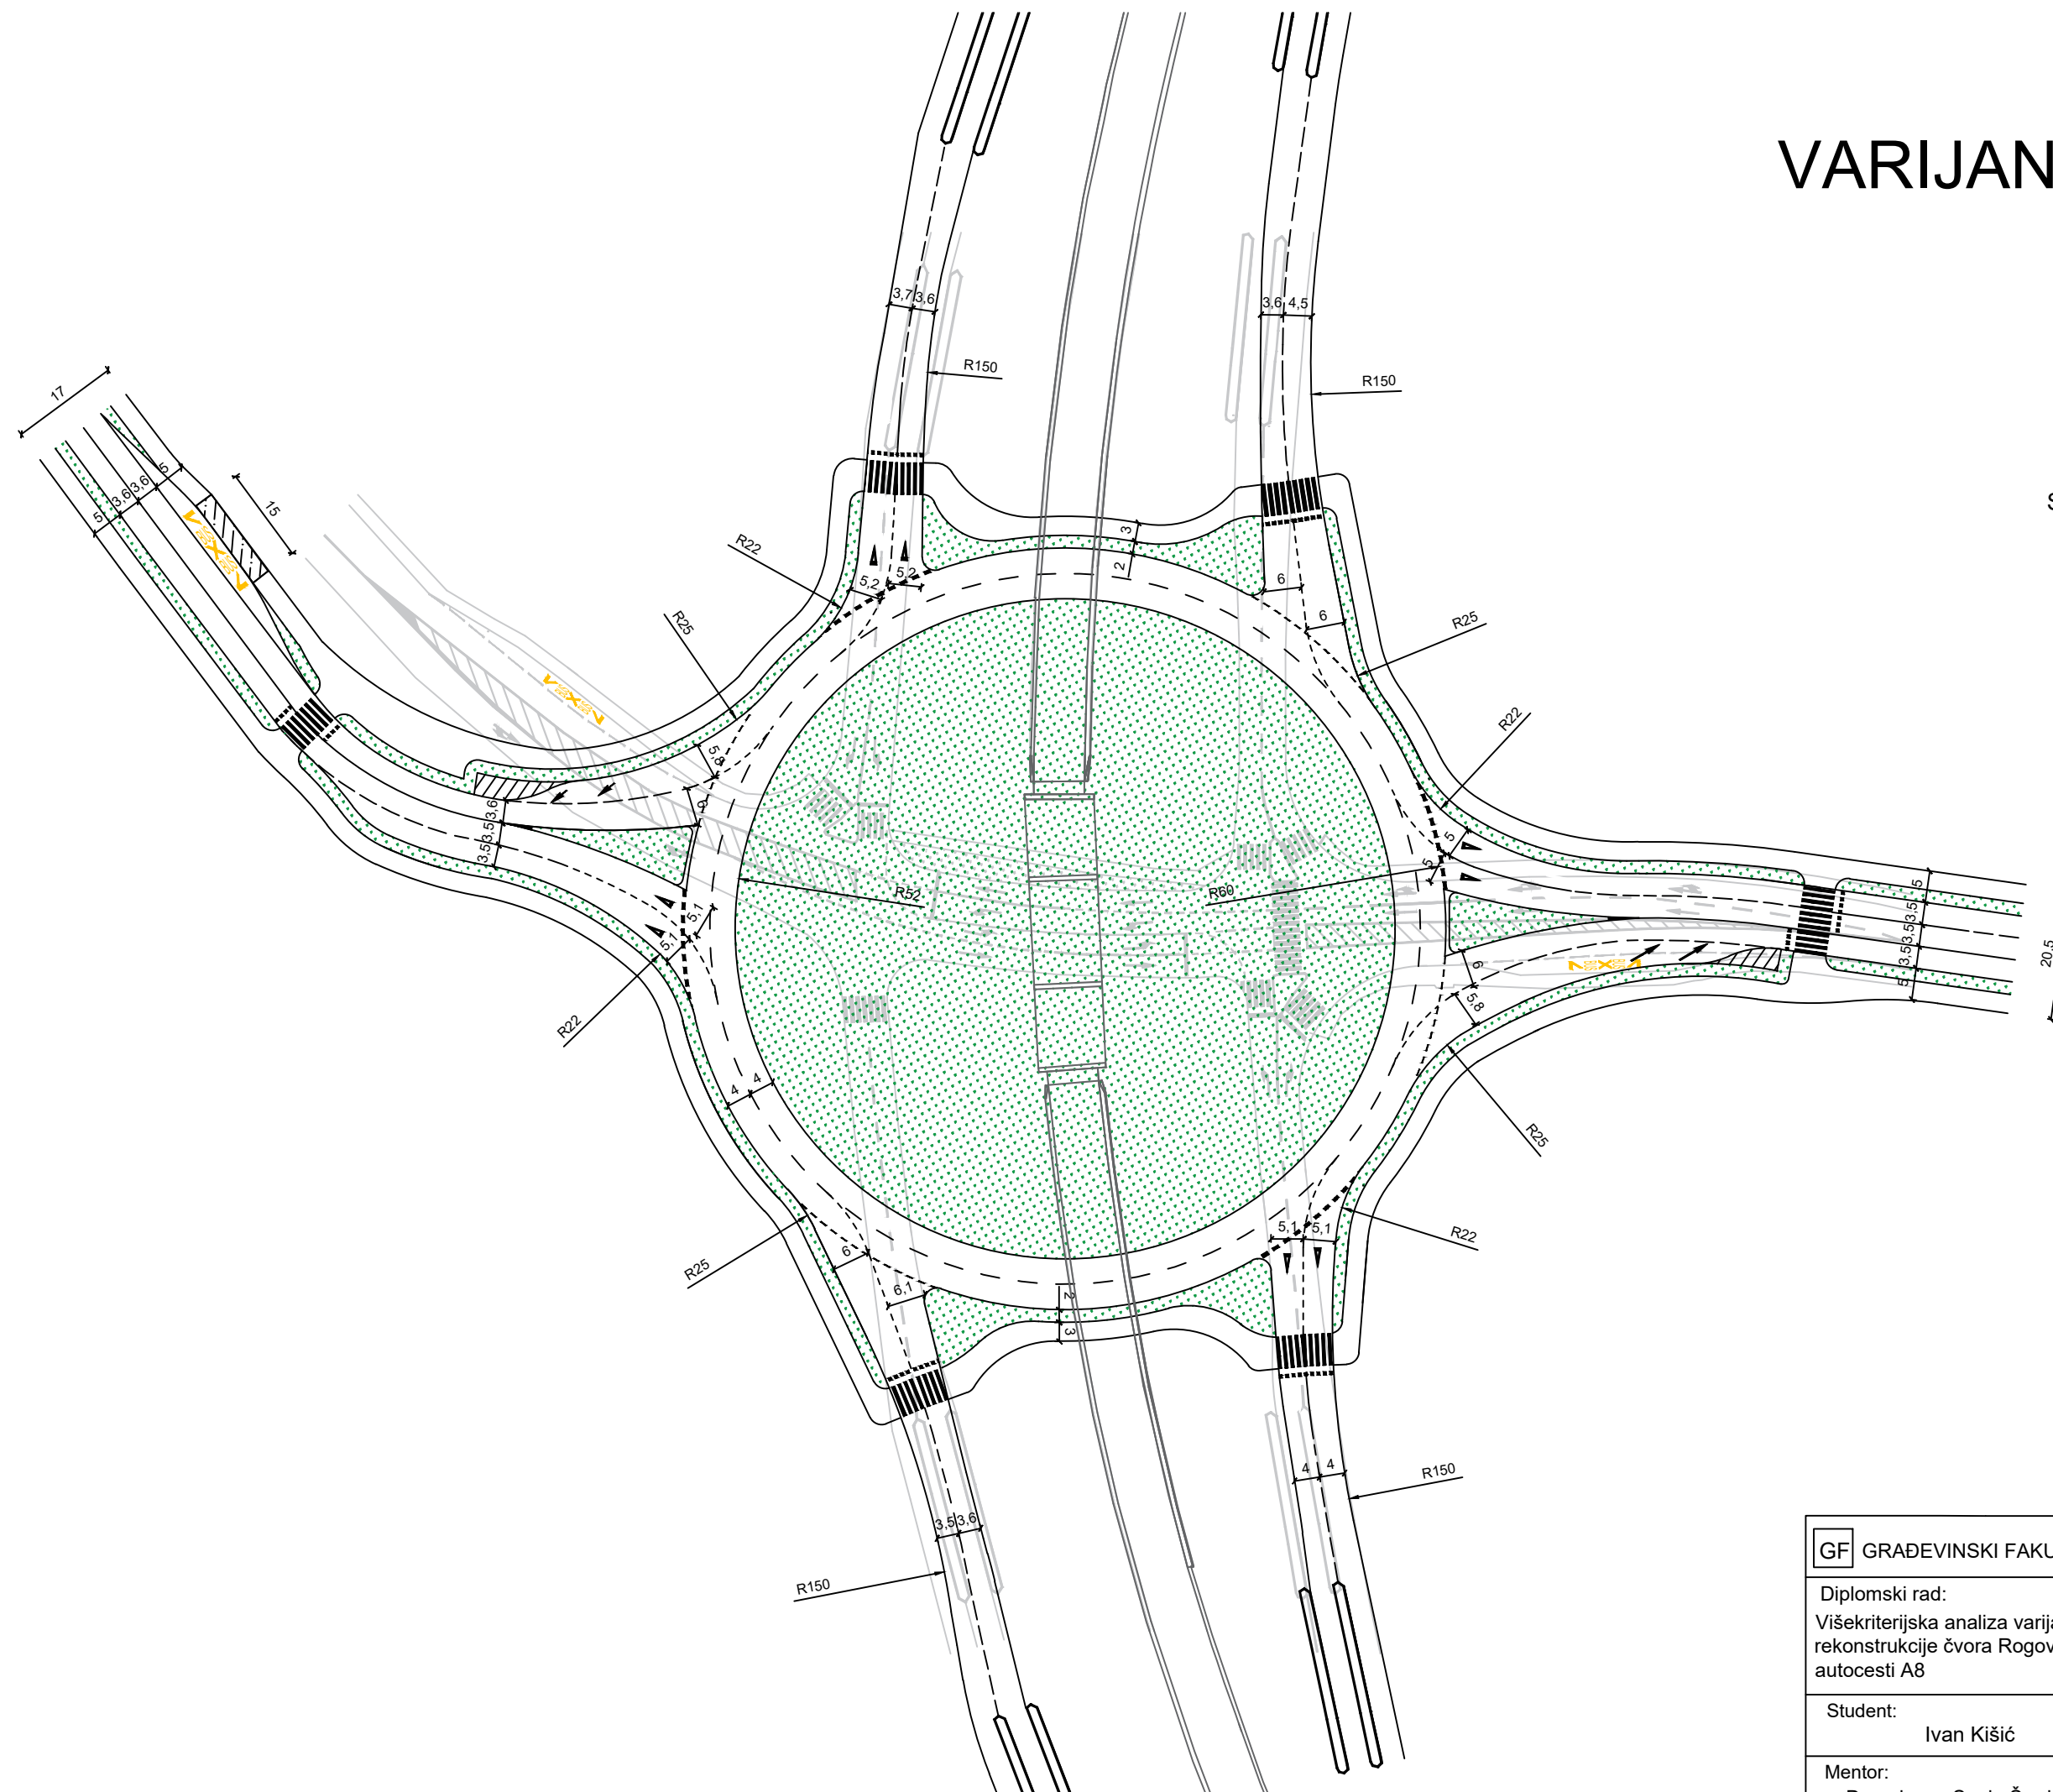 VARIJAN
S
3,7 3,6
3,6 4,5
R150
R150
17
5 3,6 3,6 5
15
3
2
R22
5,2 5,2
6
6
R25
R25
R22
5,8
6
3,5 3,5 3,6
5
5
R52
R60
5,1
5,1
5 3,5 3,5 3,5 5
20,5
6
5,8
R22
4 4
R25
R25
6
6,1
2
3
5,1 5,1
R22
4 4
R150
3,5 3,6
R150
GF GRAĐEVINSKI FAKU
Diplomski rad:
Višekriterijska analiza varija
rekonstrukcije čvora Rogov
autocesti A8
Student:
Ivan Kišić
Mentor: